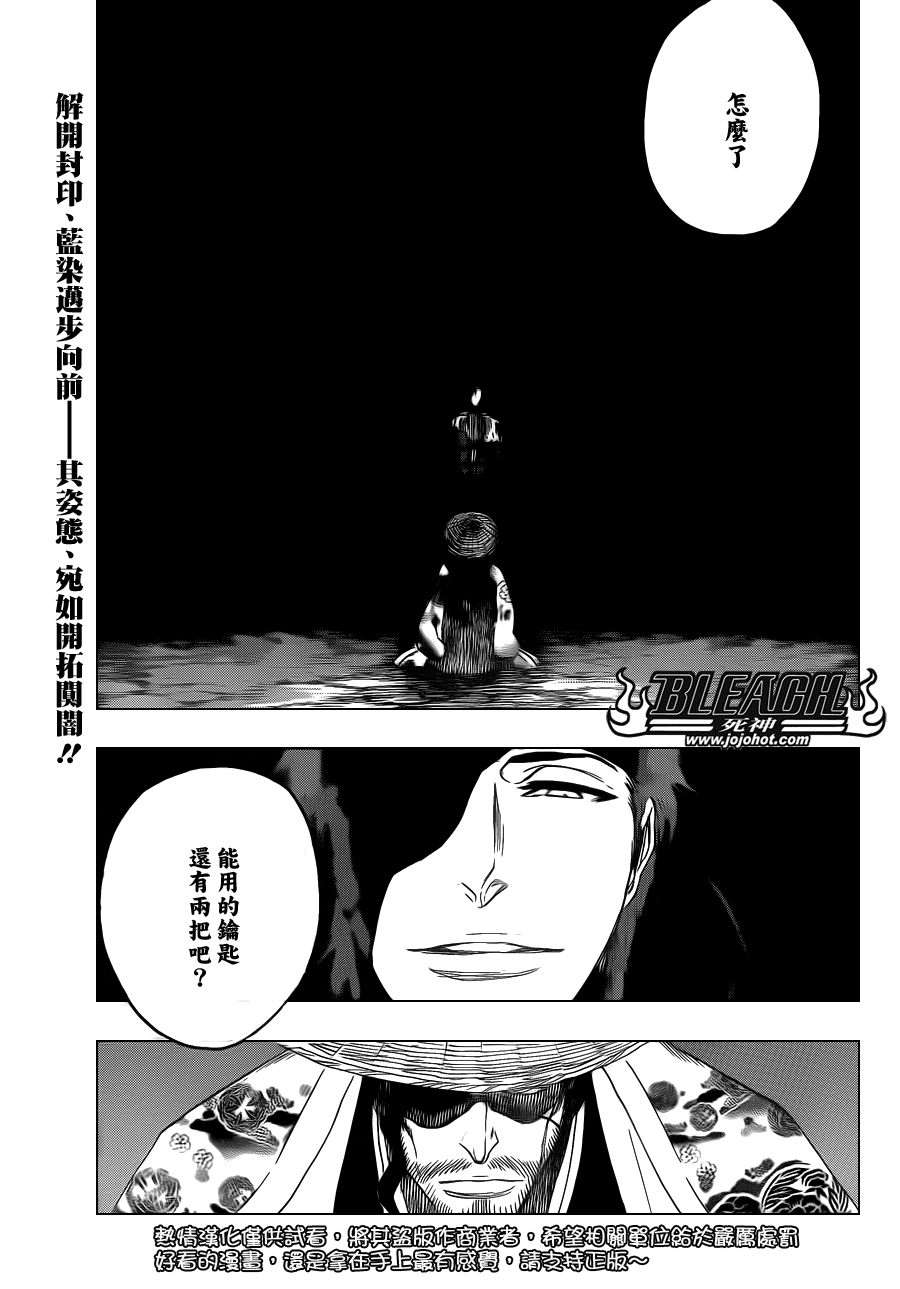 怎麼了
解開封印、藍染邁步向前——其姿態、宛如開拓闃闇!!
BLEACH
死神
www.jojohot.com
能用的鑰匙
還有兩把吧？
熱情漢化僅供試看，將其盜版作商業者，希望相關單位給於嚴厲處罰
好看的漫畫，還是拿在手上最有感覺，請支持正版～